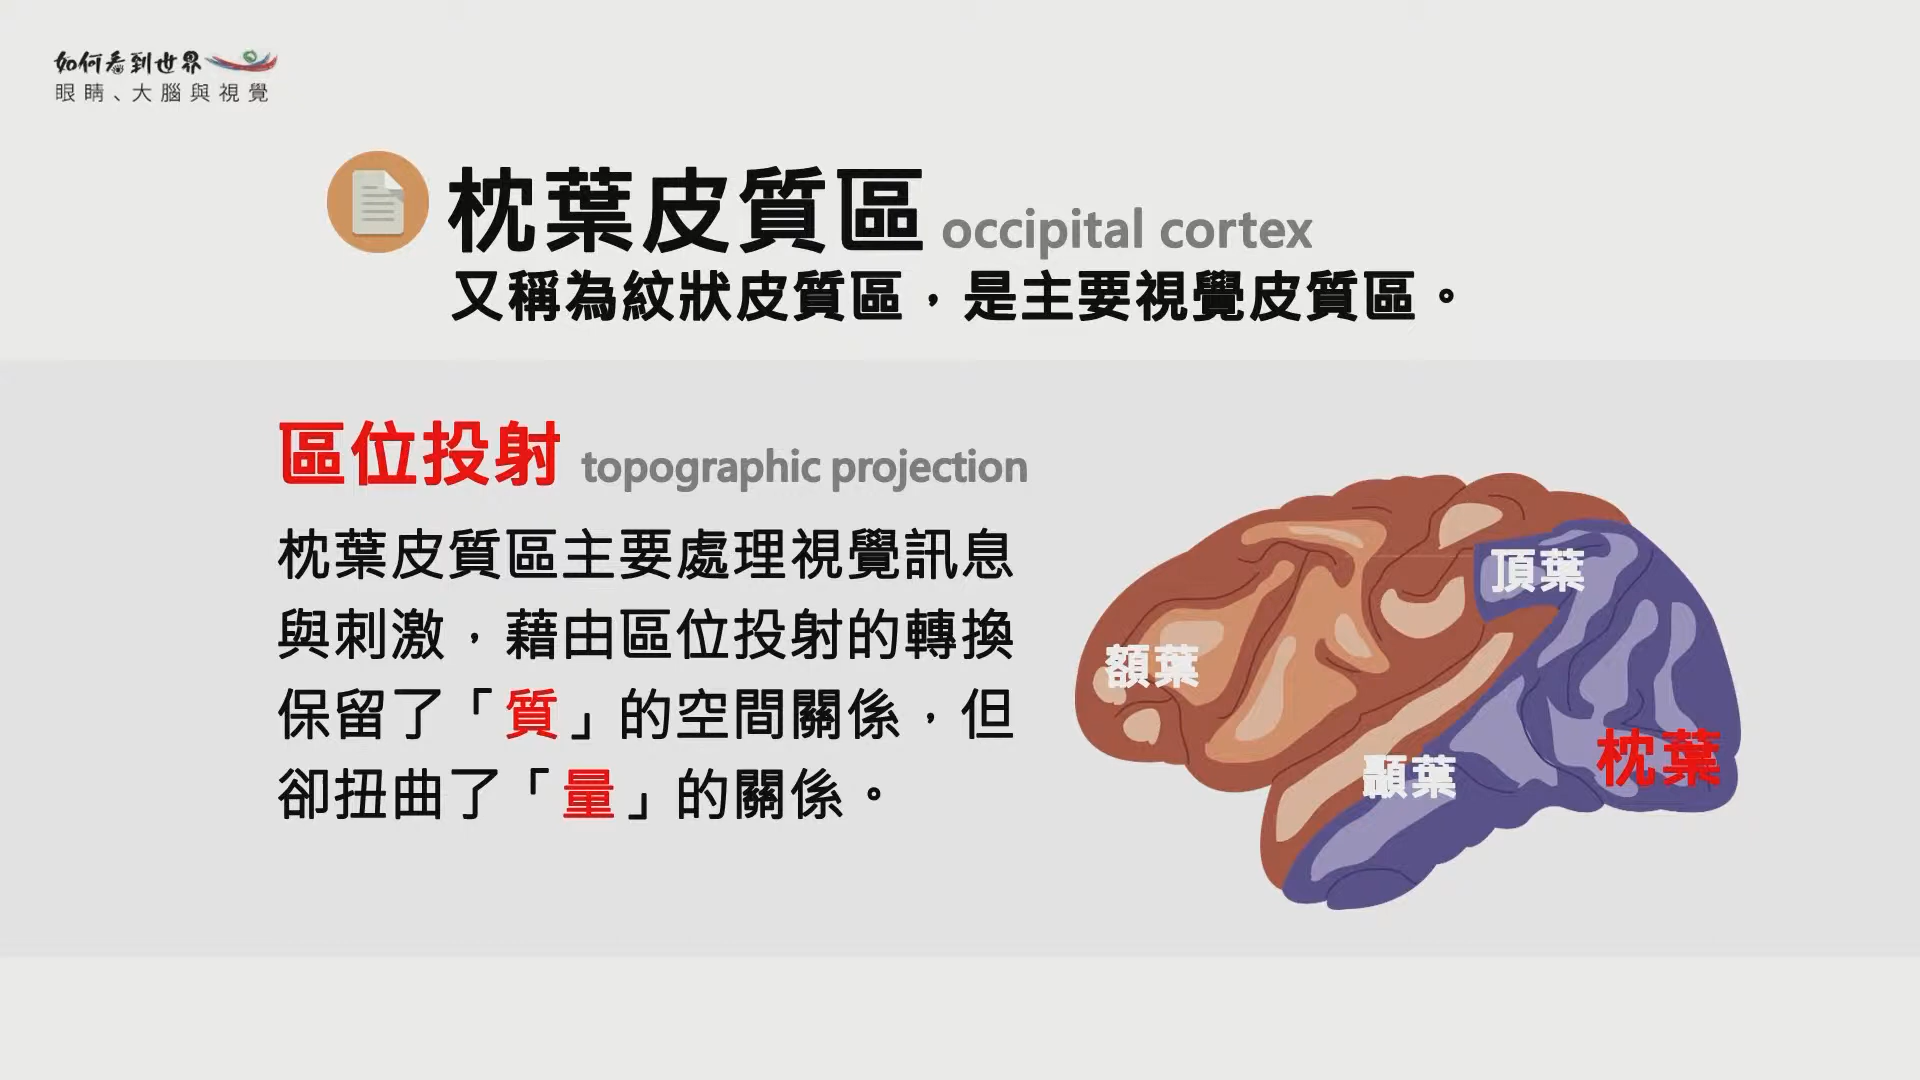 如何看到世界
眼睛、大腦與視覺
枕葉皮質區 occipital cortex
又稱為紋狀皮質區，是主要視覺皮質區。
區位投射 topographic projection
枕葉皮質區主要處理視覺訊息
與刺激，藉由區位投射的轉換
保留了「質」的空間關係，但
卻扭曲了「量」的關係。
頂葉
額葉
枕葉
顳葉